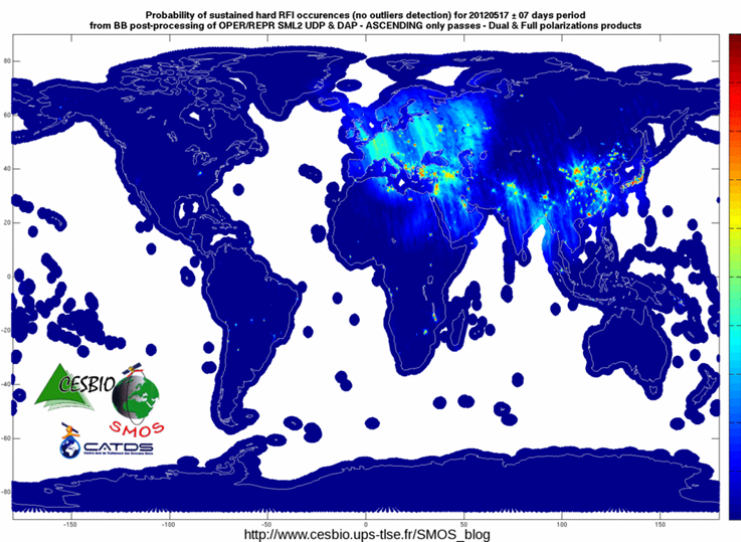 Probability of sustained hard RFI occurences (no outliers detection) for 20120517 ± 07 days period
from BB post-processing of OPER/REPR SML2 UDP & DAP - ASCENDING only passes - Dual & Full polarizations products
80
60
40
20
0
-20
-40
-60
-80
CESBIO
SMOS
CATDS
-150
-100
-50
0
50
100
150
http://www.cesbio.ups-tlse.fr/SMOS_blog